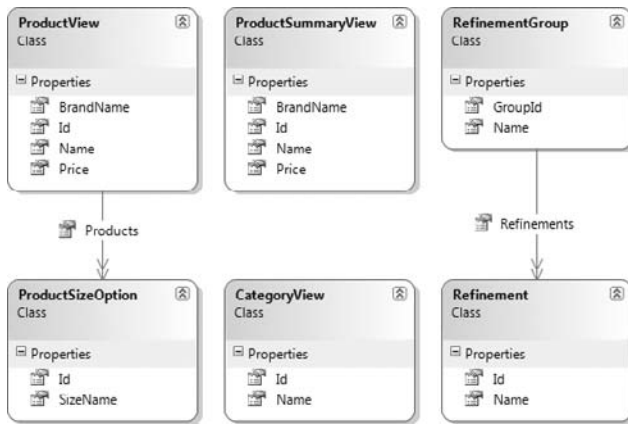 ProductView
Class
Properties
BrandName
Id
Name
Price
ProductSummaryView
Class
Properties
BrandName
Id
Name
Price
RefinementGroup
Class
Properties
GroupId
Name
Products
Refinements
ProductSizeOption
Class
Properties
Id
SizeName
CategoryView
Class
Properties
Id
Name
Refinement
Class
Properties
Id
Name